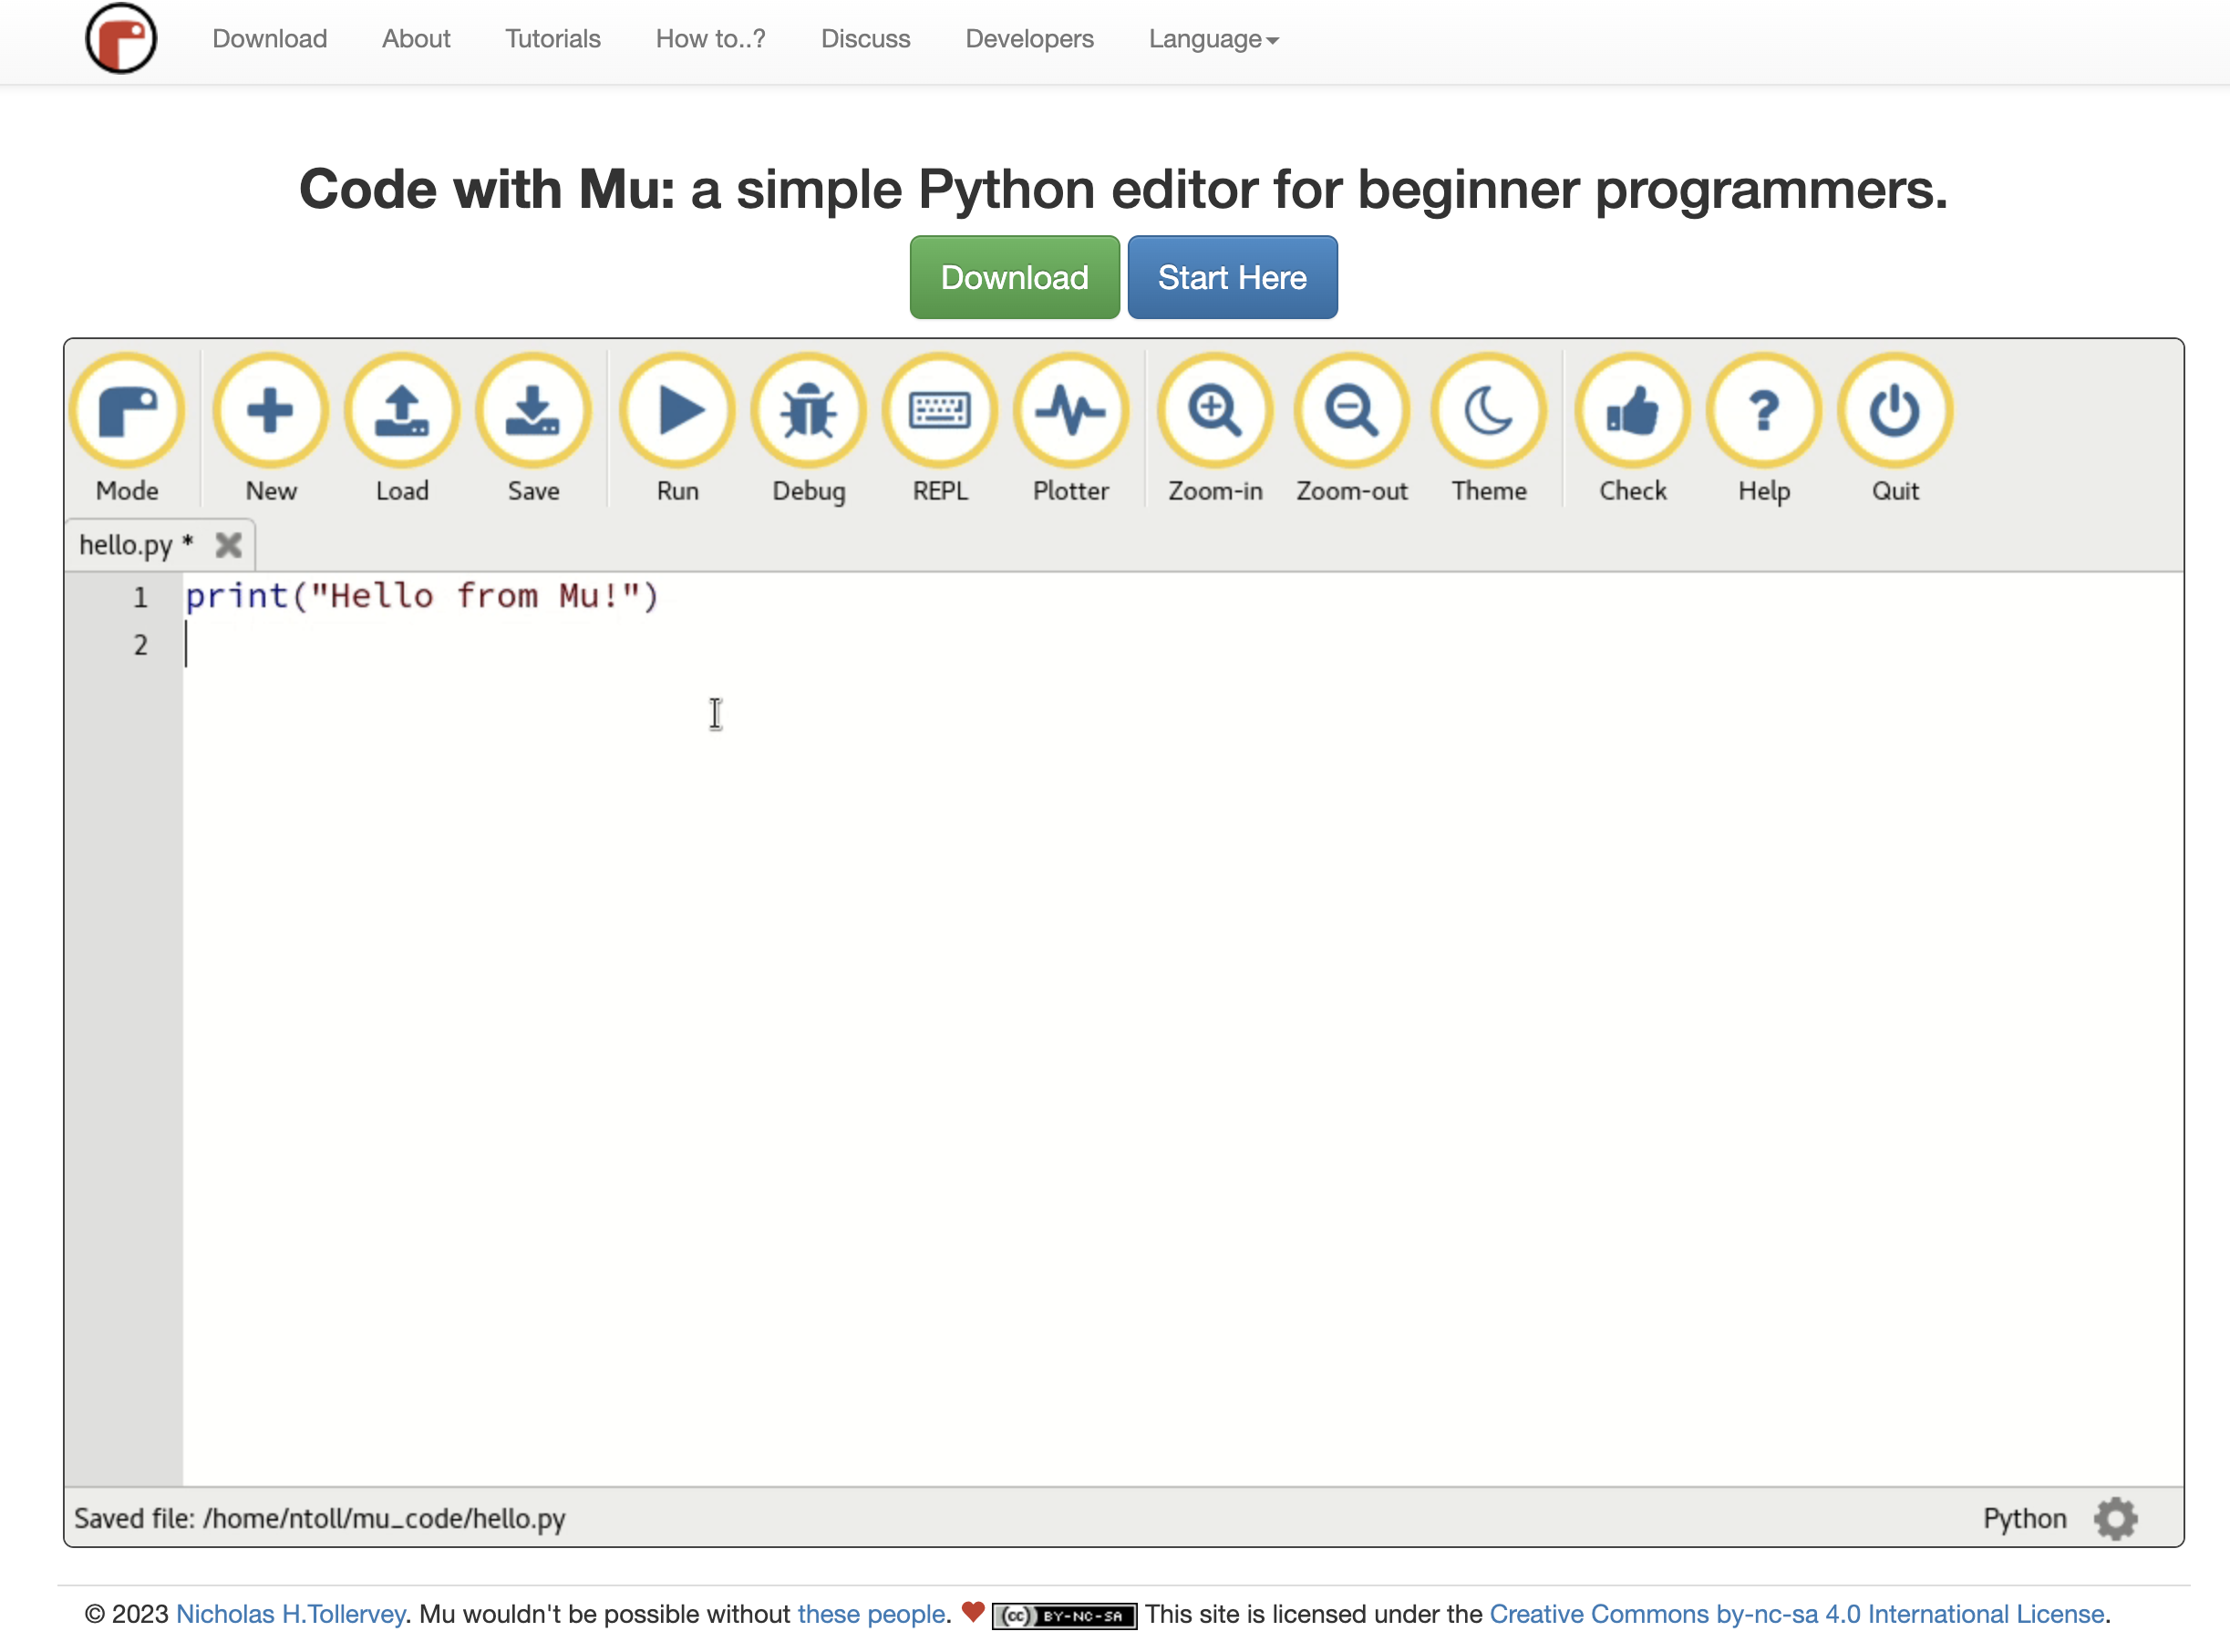 Download About Tutorials How to..? Discuss Developers Language
Code with Mu: a simple Python editor for beginner programmers.
Download Start Here
Mode New Load Save Run Debug REPL Plotter Zoom-in Zoom-out Theme Check Help Quit
hello.py *
1 print("Hello from Mu!")
2
Saved file: /home/ntoll/mu_code/hello.py Python
© 2023 Nicholas H.Tollervey. Mu wouldn't be possible without these people. (cc) BY-NC-SA This site is licensed under the Creative Commons by-nc-sa 4.0 International License.